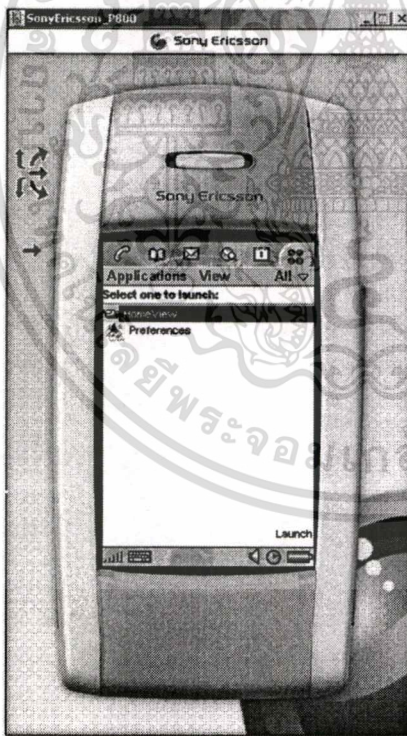 SonyEricsson_P800
Sony Ericsson
Sony Ericsson
Applications View All
Select one to launch:
HomeView
Preferences
Launch